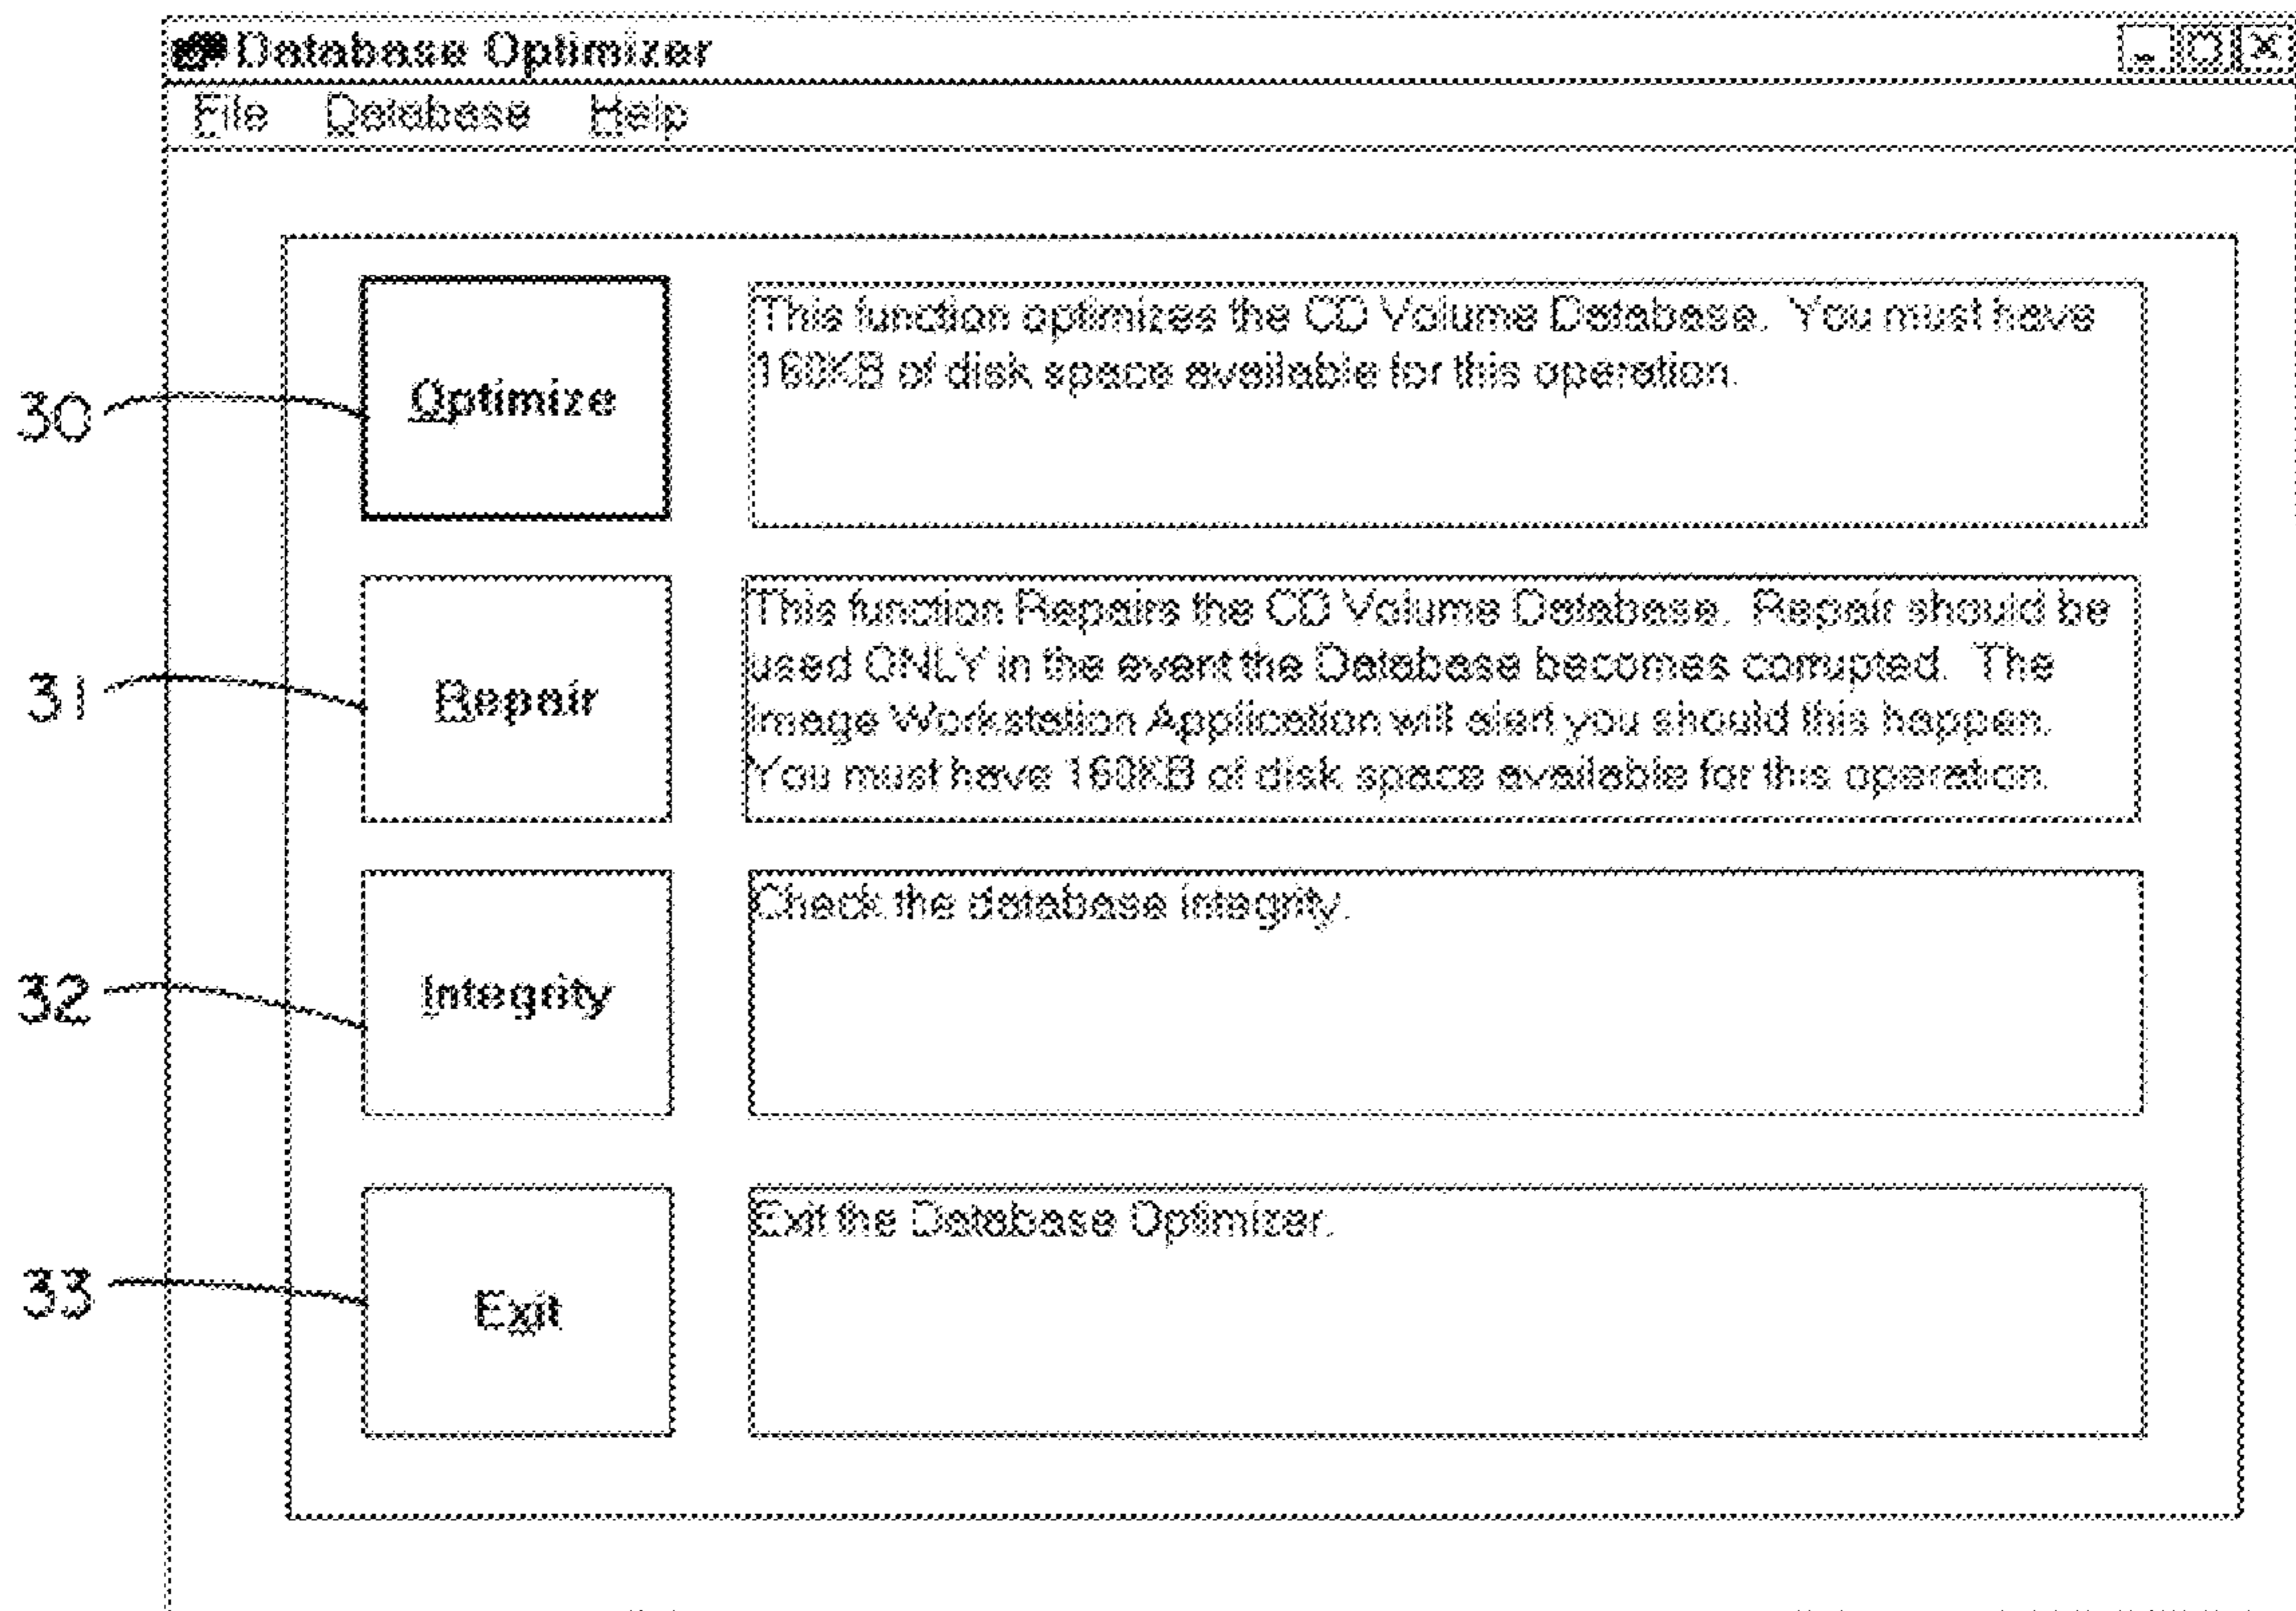 Database Optimizer
File Database Help
30
Optimize
This function optimizes the CD Volume Database. You must have
160KB of disk space available for this operation.
31
Repair
This function Repairs the CD Volume Database. Repair should be
used ONLY in the event the Database becomes corrupted. The
Image Workstation Application will alert you should this happen.
You must have 160KB of disk space available for this operation.
32
Integrity
Check the database integrity.
33
Exit
Exit the Database Optimizer.